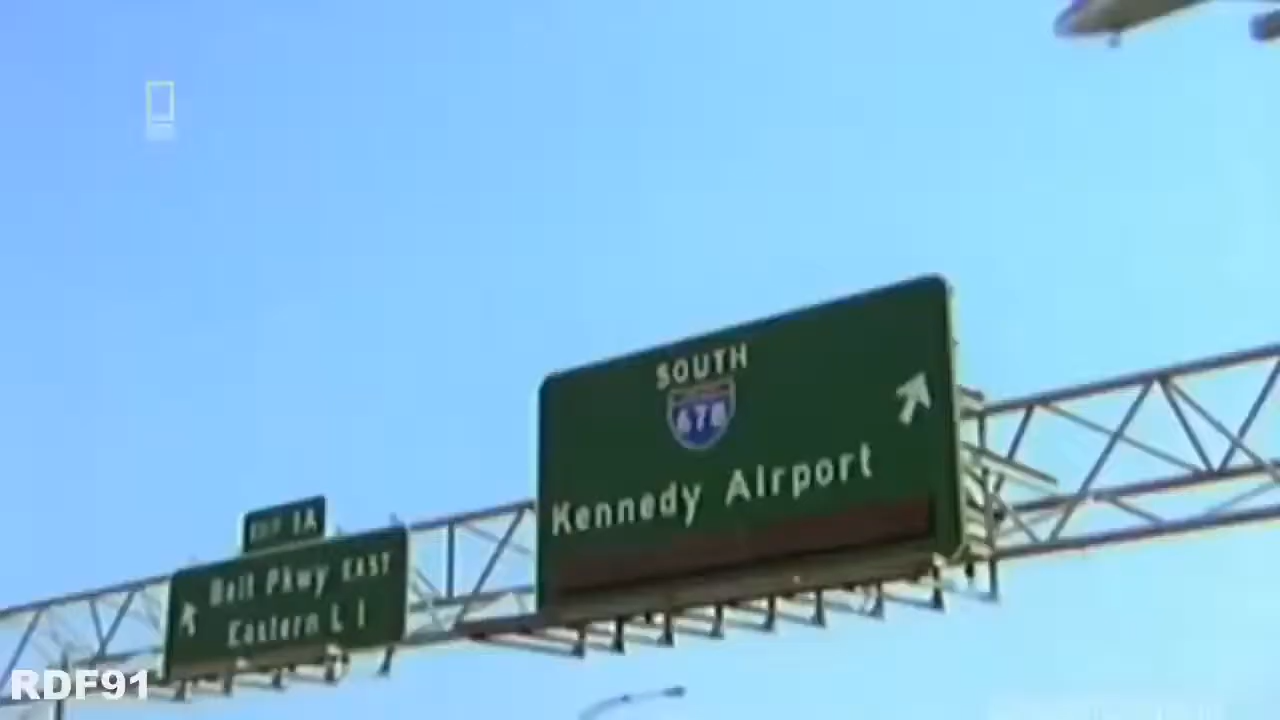 SOUTH
678
Kennedy Airport
EXIT 1A
Belt Pkwy EAST
Eastern L I
RDF91